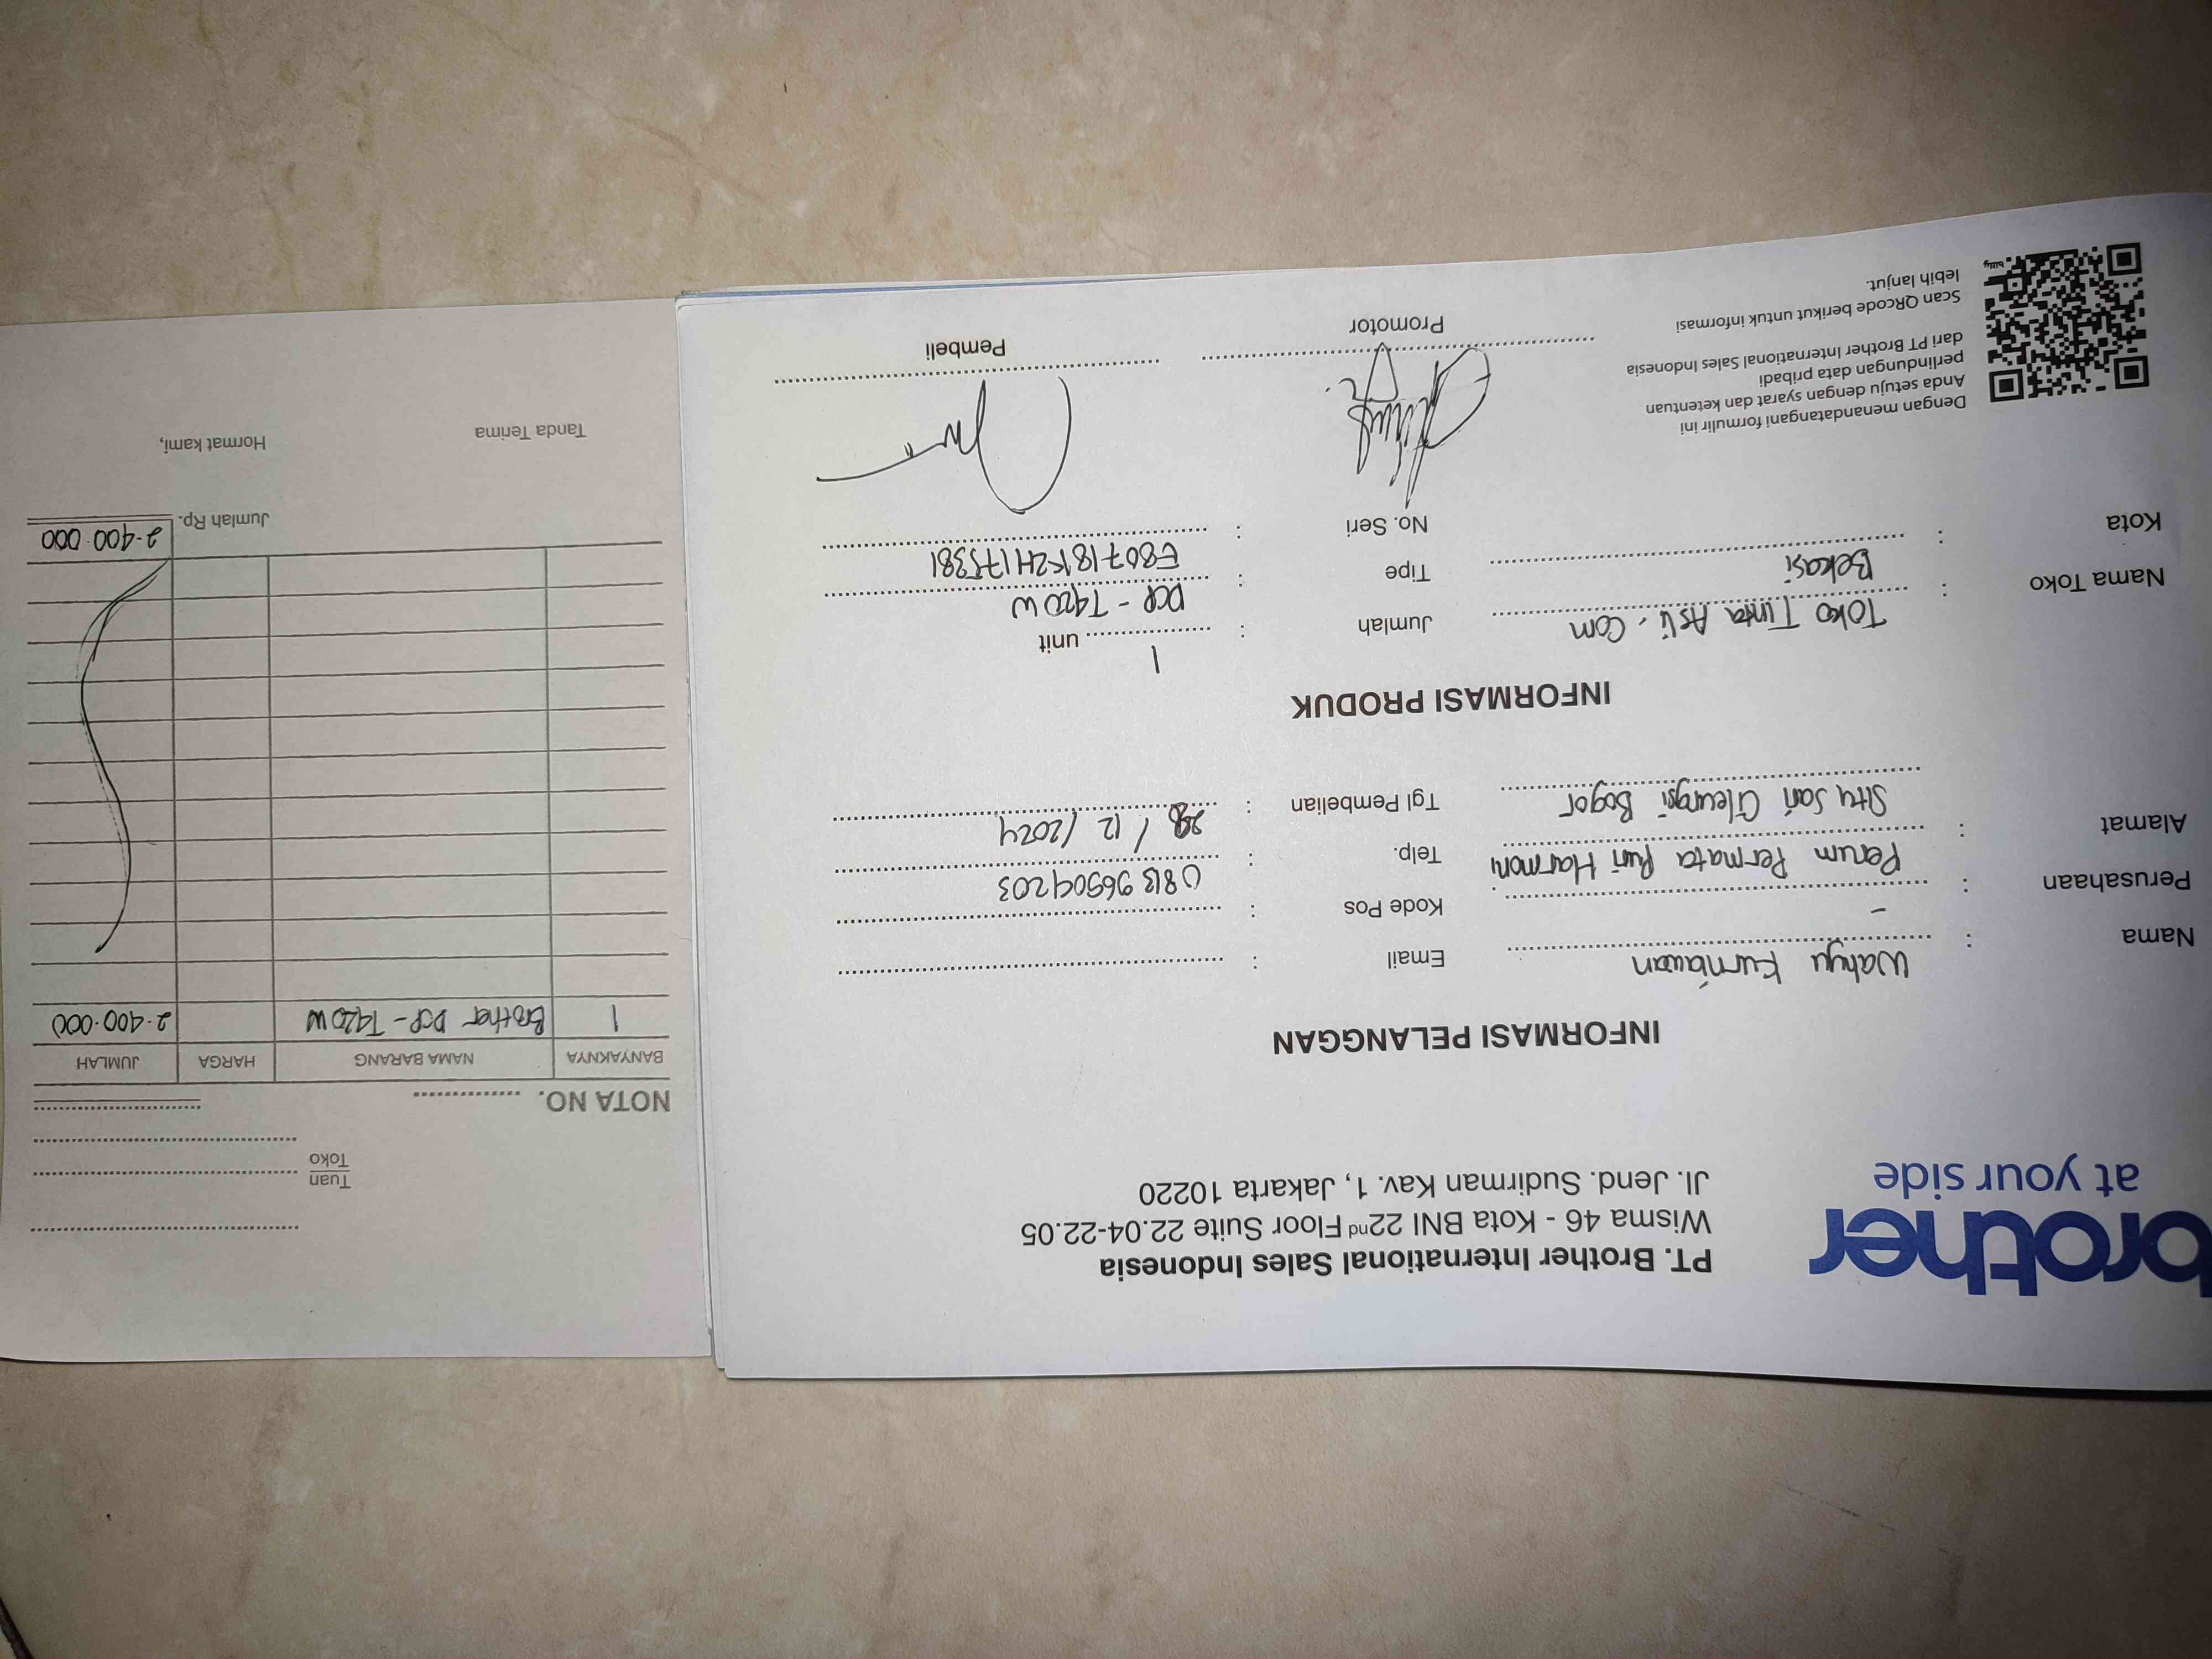 brother
at your side
PT. Brother International Sales Indonesia
Wisma 46 - Kota BNI 22nd Floor Suite 22.04-22.05
Jl. Jend. Sudirman Kav. 1, Jakarta 10220
INFORMASI PELANGGAN
Nama : Wahyu Kurniawan
Perusahaan : -
Alamat : Perum Permata Puri Harmoni
Situ Sari Cileungsi Bogor
Email :
Kode Pos :
Telp. : 081396504203
Tgl Pembelian : 28 / 12 / 2024
INFORMASI PRODUK
Nama Toko : Toko Tinta Asli. Com
Kota : Bekasi
Jumlah : 1 unit
Tipe : DCP - T420W
No. Seri : E80718K2H175381
Dengan menandatangani formulir ini
Anda setuju dengan syarat dan ketentuan
perlindungan data pribadi
dari PT Brother International Sales Indonesia
Scan QRcode berikut untuk informasi
lebih lanjut.
bitly
Promotor
Pembeli
Tuan
Toko
NOTA NO.
BANYAKNYA NAMA BARANG HARGA JUMLAH
1 Brother DCP - T420W 2.400.000
Jumlah Rp. 2.400.000
Tanda Terima
Hormat kami,